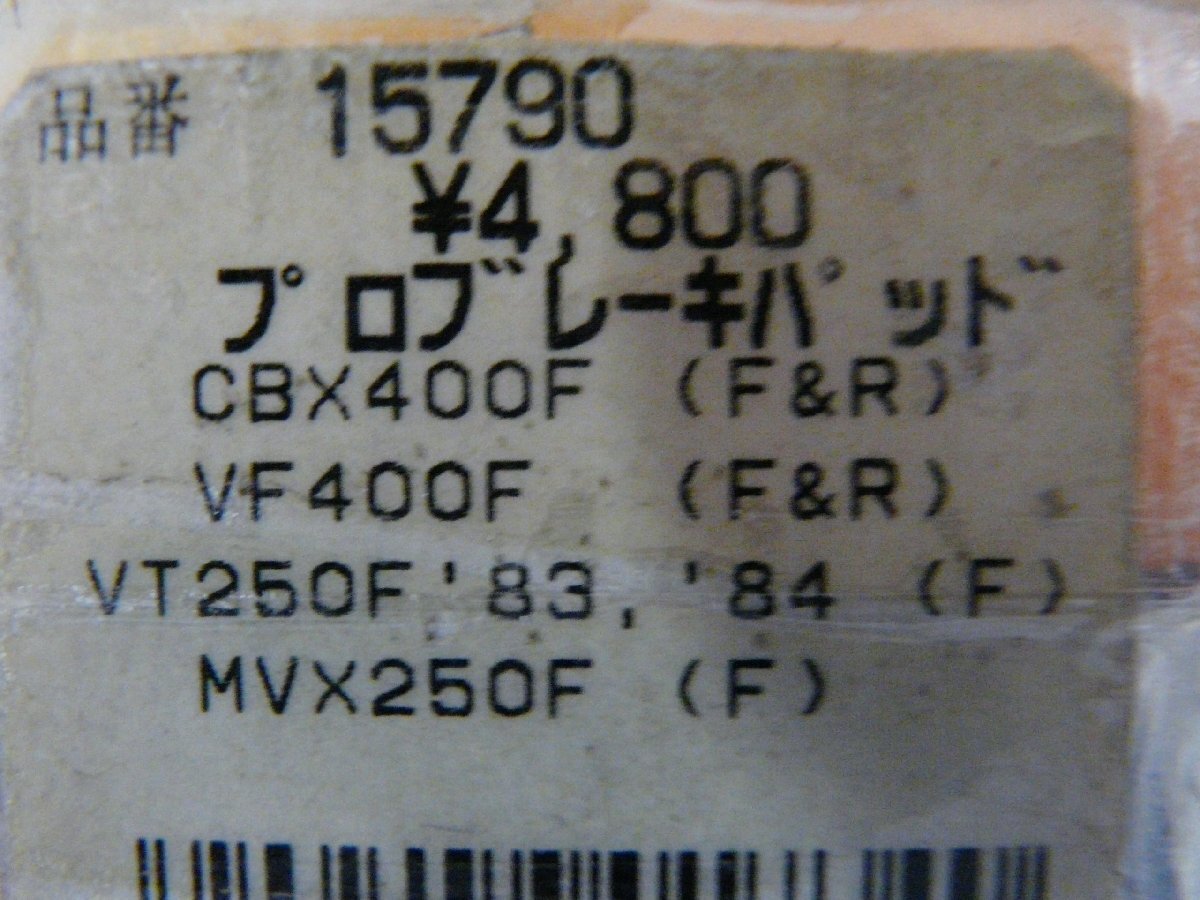 品番 15790
¥4,800
プロブレーキパッド
CBX400F (F&R)
VF400F (F&R)
VT250F'83,'84 (F)
MVX250F (F)